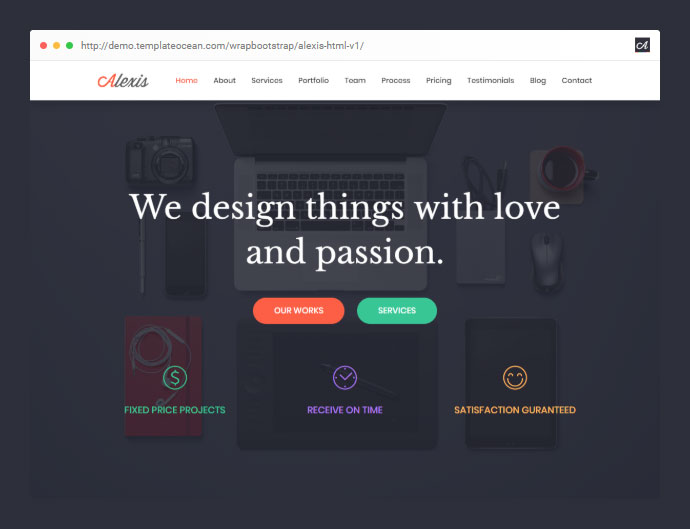 http://demo.templateocean.com/wrapbootstrap/alexis-html-v1/
Alexis Home About Services Portfolio Team Process Pricing Testimonials Blog Contact
We design things with love
and passion.
OUR WORKS SERVICES
FIXED PRICE PROJECTS RECEIVE ON TIME SATISFACTION GURANTEED